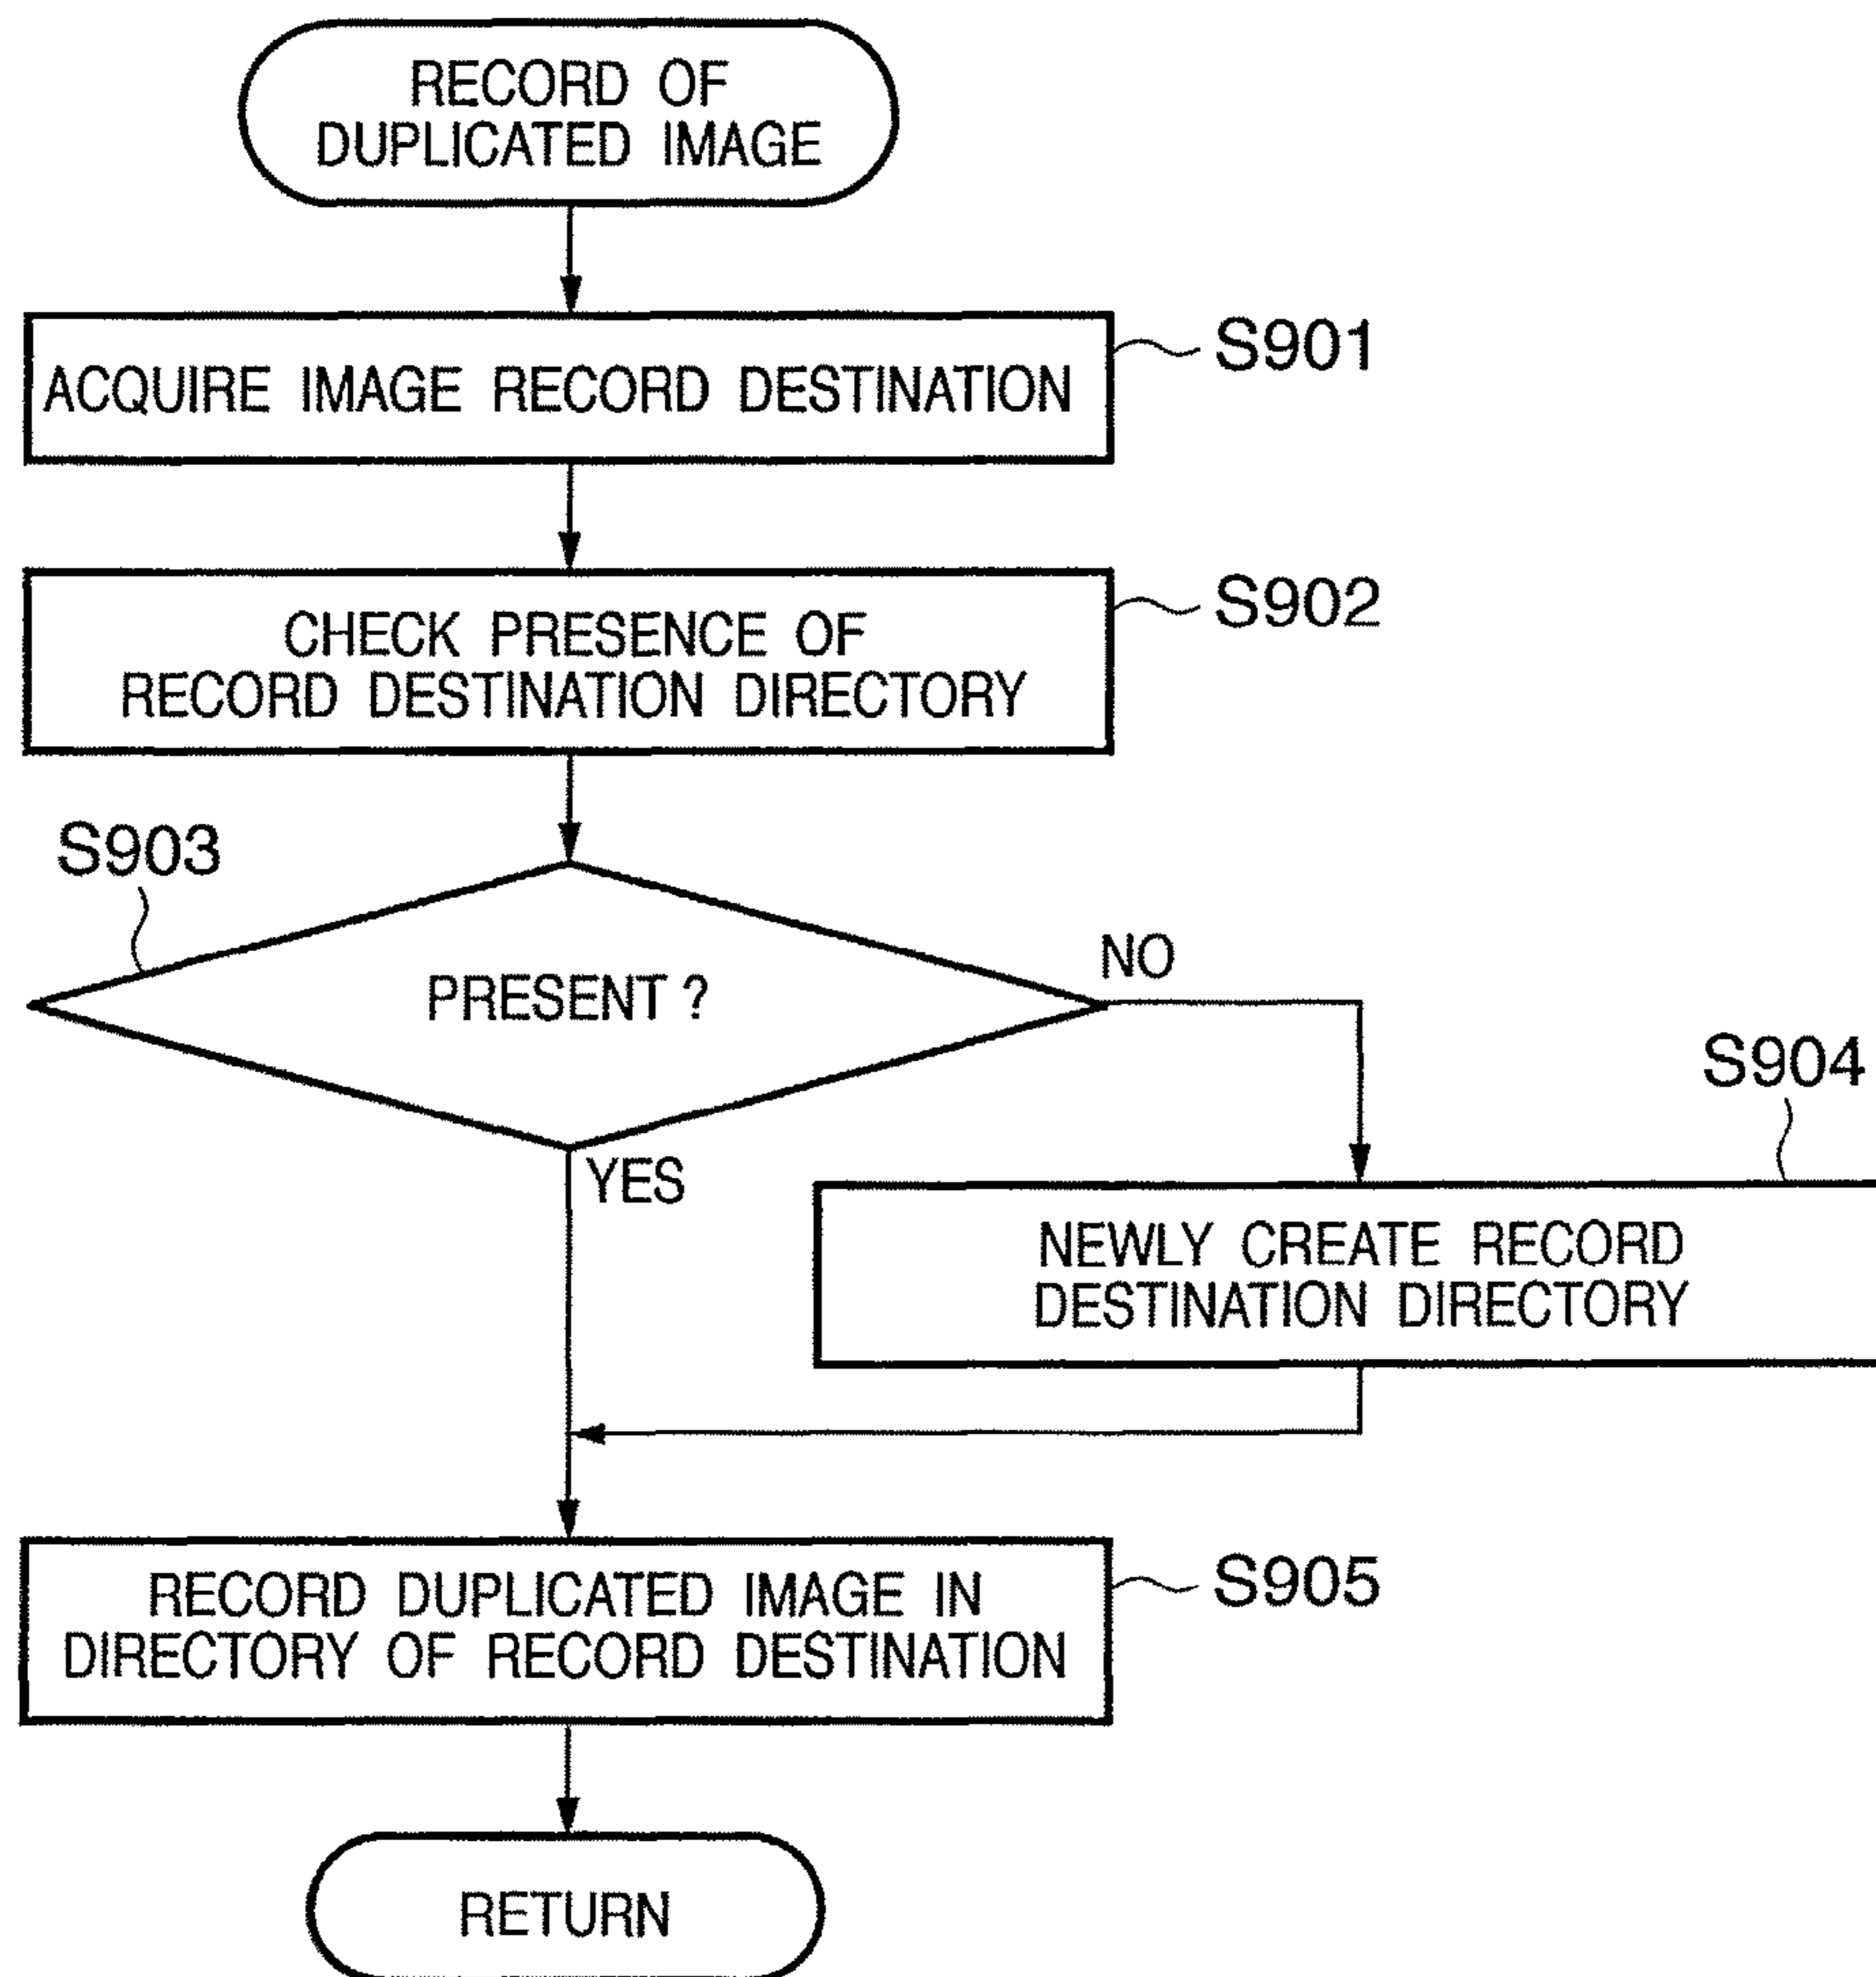 RECORD OF
DUPLICATED IMAGE
S901
ACQUIRE IMAGE RECORD DESTINATION
S902
CHECK PRESENCE OF
RECORD DESTINATION DIRECTORY
S903
PRESENT ?
NO
YES
S904
NEWLY CREATE RECORD
DESTINATION DIRECTORY
S905
RECORD DUPLICATED IMAGE IN
DIRECTORY OF RECORD DESTINATION
RETURN